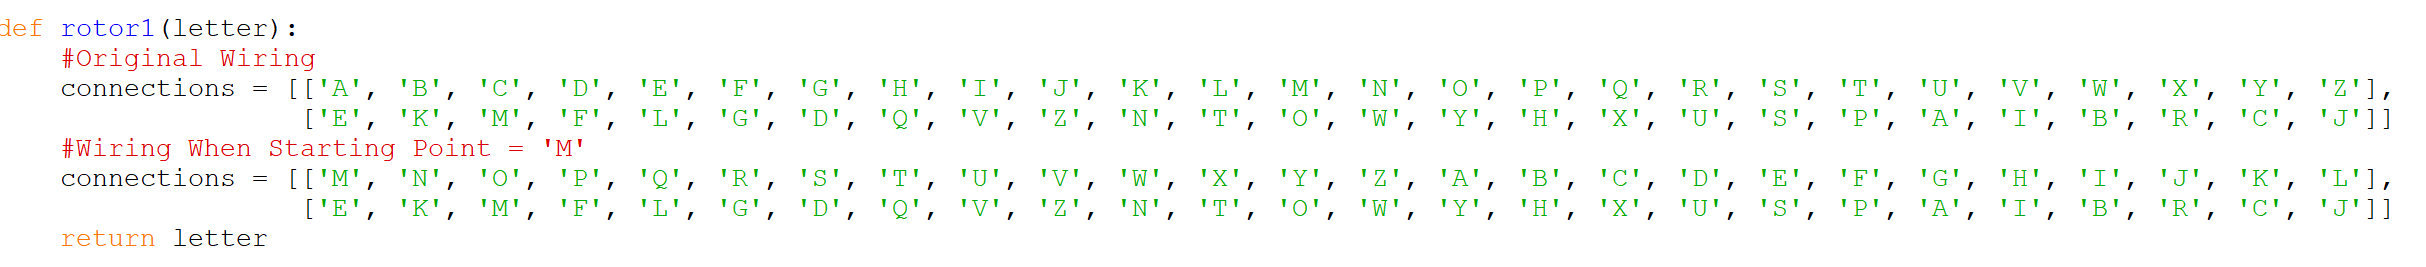 def rotor1(letter):
    #Original Wiring
    connections = [['A', 'B', 'C', 'D', 'E', 'F', 'G', 'H', 'I', 'J', 'K', 'L', 'M', 'N', 'O', 'P', 'Q', 'R', 'S', 'T', 'U', 'V', 'W', 'X', 'Y', 'Z'],
                   ['E', 'K', 'M', 'F', 'L', 'G', 'D', 'Q', 'V', 'Z', 'N', 'T', 'O', 'W', 'Y', 'H', 'X', 'U', 'S', 'P', 'A', 'I', 'B', 'R', 'C', 'J']]
    #Wiring When Starting Point = 'M'
    connections = [['M', 'N', 'O', 'P', 'Q', 'R', 'S', 'T', 'U', 'V', 'W', 'X', 'Y', 'Z', 'A', 'B', 'C', 'D', 'E', 'F', 'G', 'H', 'I', 'J', 'K', 'L'],
                   ['E', 'K', 'M', 'F', 'L', 'G', 'D', 'Q', 'V', 'Z', 'N', 'T', 'O', 'W', 'Y', 'H', 'X', 'U', 'S', 'P', 'A', 'I', 'B', 'R', 'C', 'J']]
    return letter